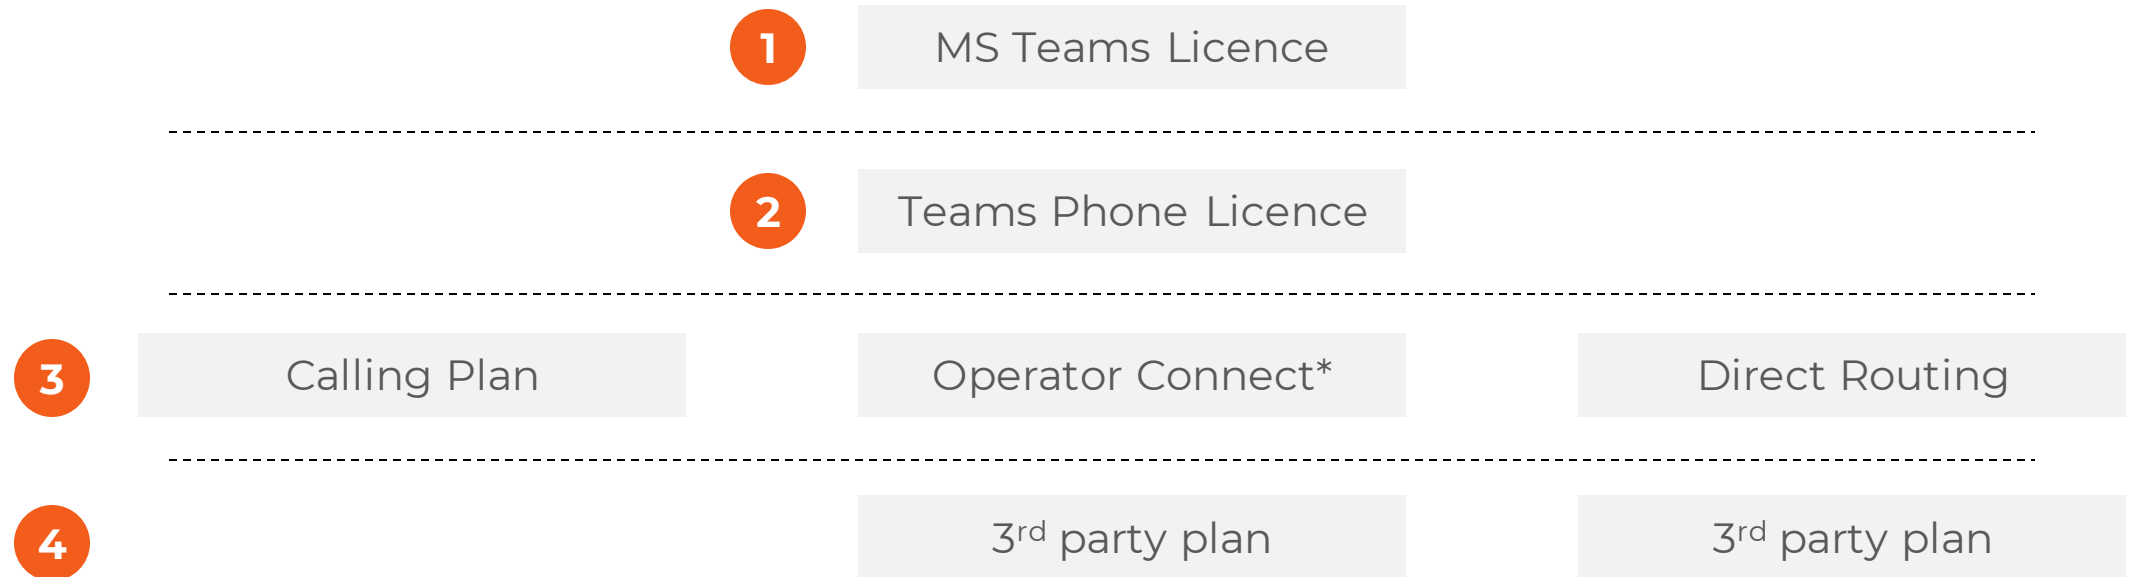 1 MS Teams Licence
2 Teams Phone Licence
3 Calling Plan Operator Connect* Direct Routing
4 3rd party plan 3rd party plan